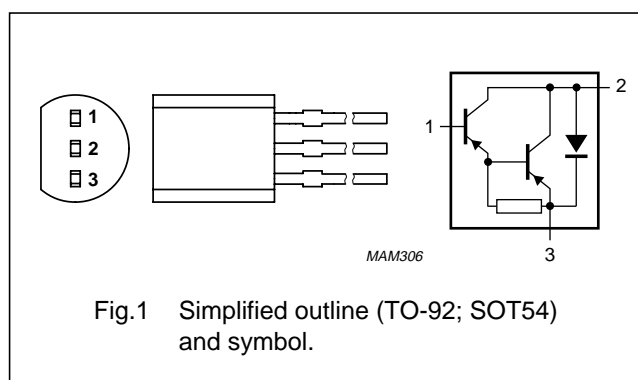 1
2
3
1
2
3
MAM306
Fig.1 Simplified outline (TO-92; SOT54)
and symbol.